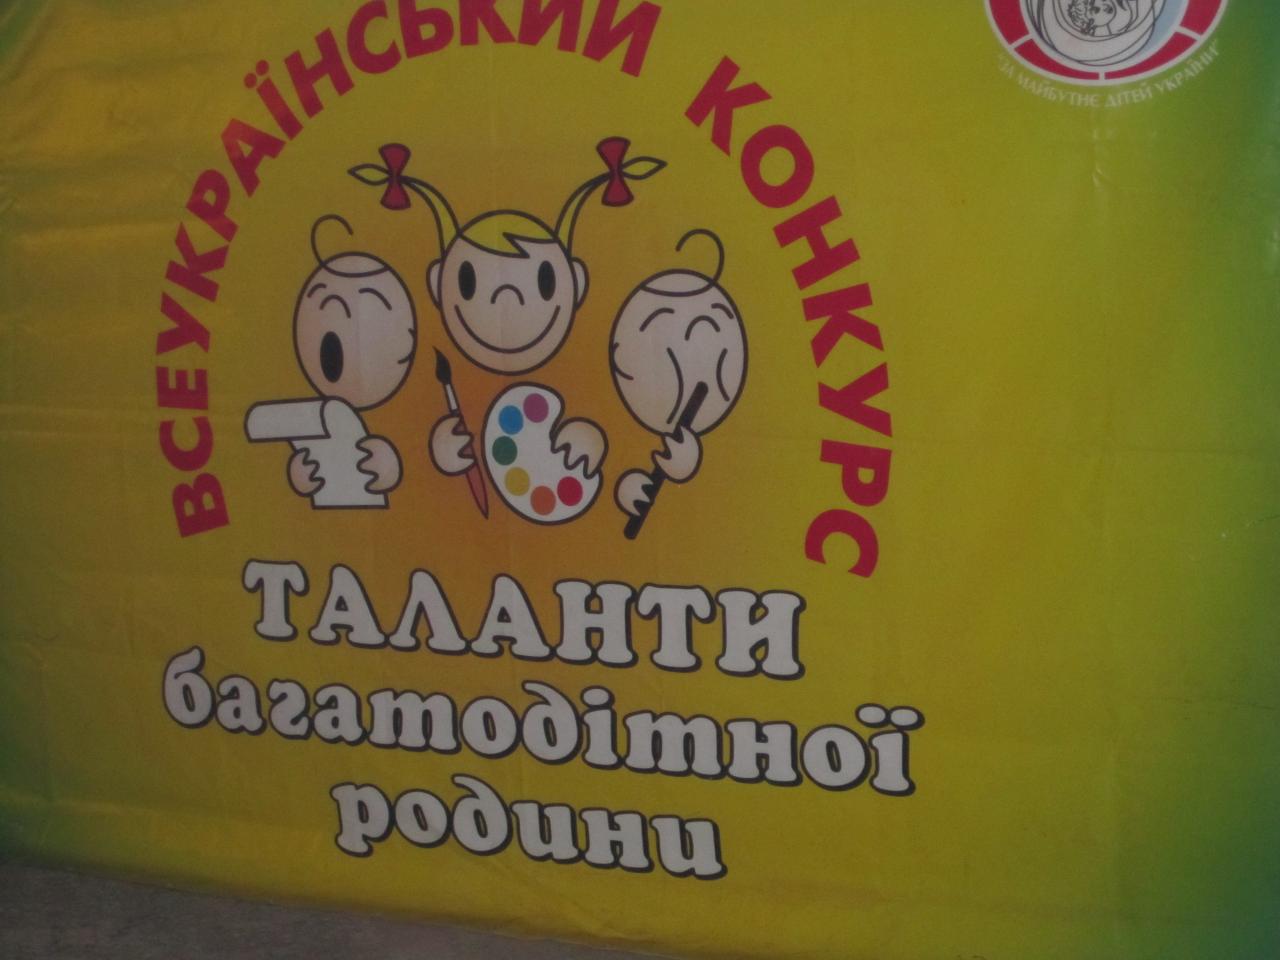 ВСЕУКРАЇНСЬКИЙ КОНКУРС
"ЗА МАЙБУТНЄ ДІТЕЙ УКРАЇНИ"
ТАЛАНТИ
багатодітної
родини